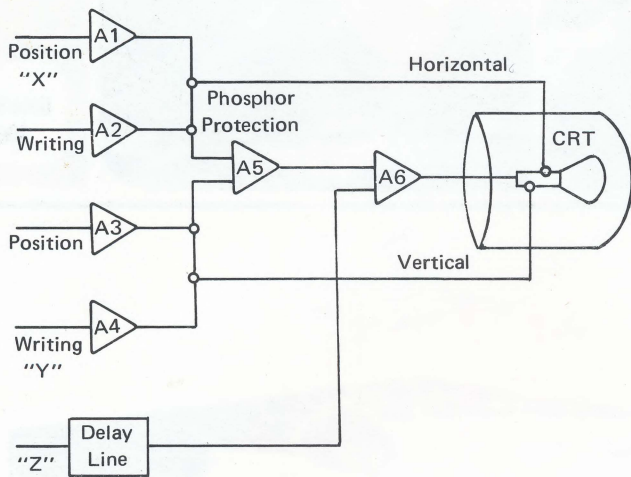 Position
"X"
A1
Writing
A2
Phosphor
Protection
Horizontal
CRT
A5
A6
Position
A3
Vertical
Writing
"Y"
A4
"Z"
Delay
Line